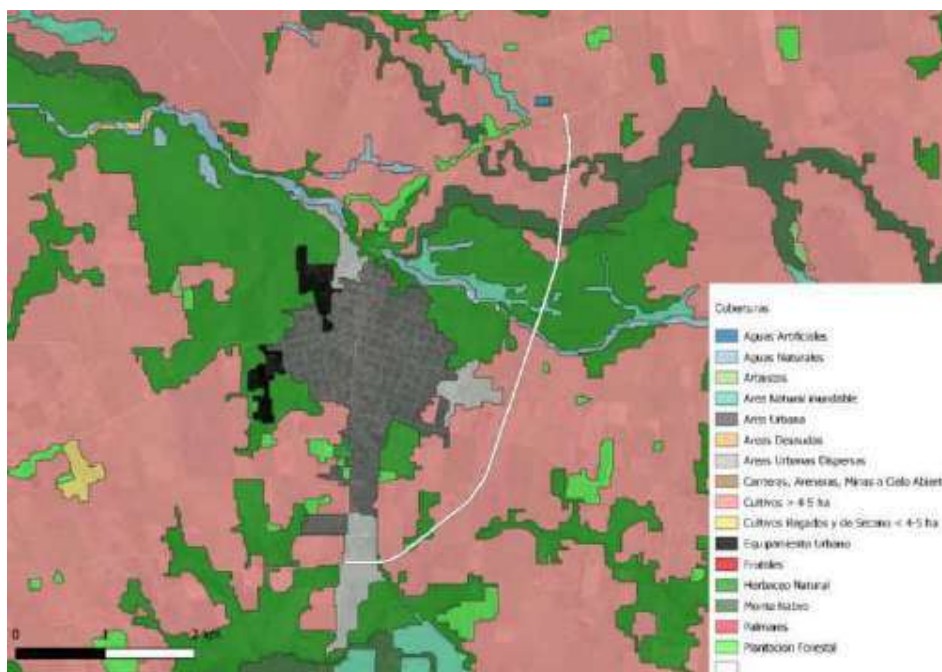 Coberturas
Aguas Artificiales
Aguas Naturales
Arbustos
Area Natural inundable
Area Urbana
Areas Desnudas
Areas Urbanas Dispersas
Canteras, Areneras, Minas a Cielo Abiert
Cultivos > 4-5 ha
Cultivos Regados y de Secano < 4-5 ha
Equipamiento Urbano
Frutales
Herbaceo Natural
Monte Nativo
Palmares
Plantacion Forestal
0 1 2 km